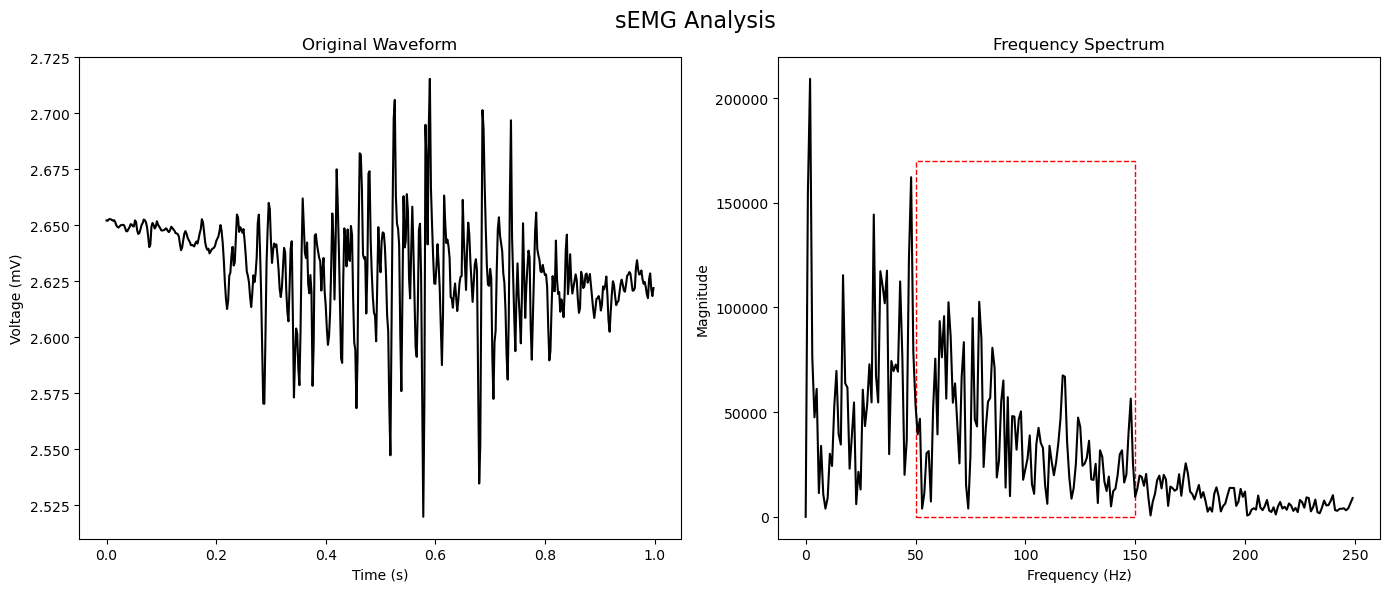 sEMG Analysis
Original Waveform
Voltage (mV)
2.725
2.700
2.675
2.650
2.625
2.600
2.575
2.550
2.525
0.0 0.2 0.4 0.6 0.8 1.0
Time (s)
Frequency Spectrum
Magnitude
200000
150000
100000
50000
0
0 50 100 150 200 250
Frequency (Hz)